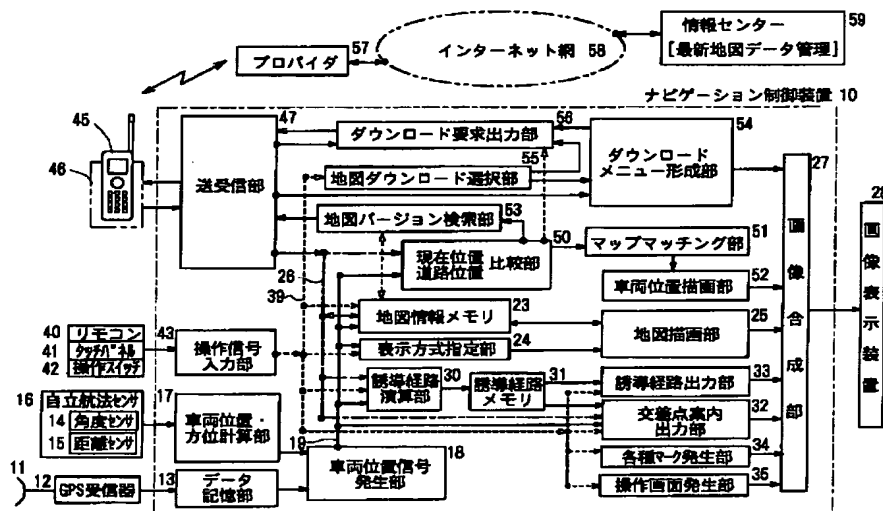 59
情報センター
[最新地図データ管理]
57
プロバイダ
インターネット網 58
ナビゲーション制御装置 10
45
46
47
送受信部
56
ダウンロード要求出力部
55
地図ダウンロード選択部
54
ダウンロード
メニュー形成部
27
画像合成部
28
画像表示装置
53
地図バージョン検索部
50
現在位置
道路位置
比較部
51
マップマッチング部
52
車両位置描画部
26
39
23
地図情報メモリ
25
地図描画部
24
表示方式指定部
40 リモコン
41 タッチパネル
42 操作スイッチ
43
操作信号
入力部
30
誘導経路
演算部
31
誘導経路
メモリ
33
誘導経路出力部
32
交差点案内
出力部
34
各種マーク発生部
35
操作画面発生部
16 自立航法センサ
14 角度センサ
15 距離センサ
17
車両位置・
方位計算部
19
18
車両位置信号
発生部
11
12
GPS受信器
13
データ
記憶部